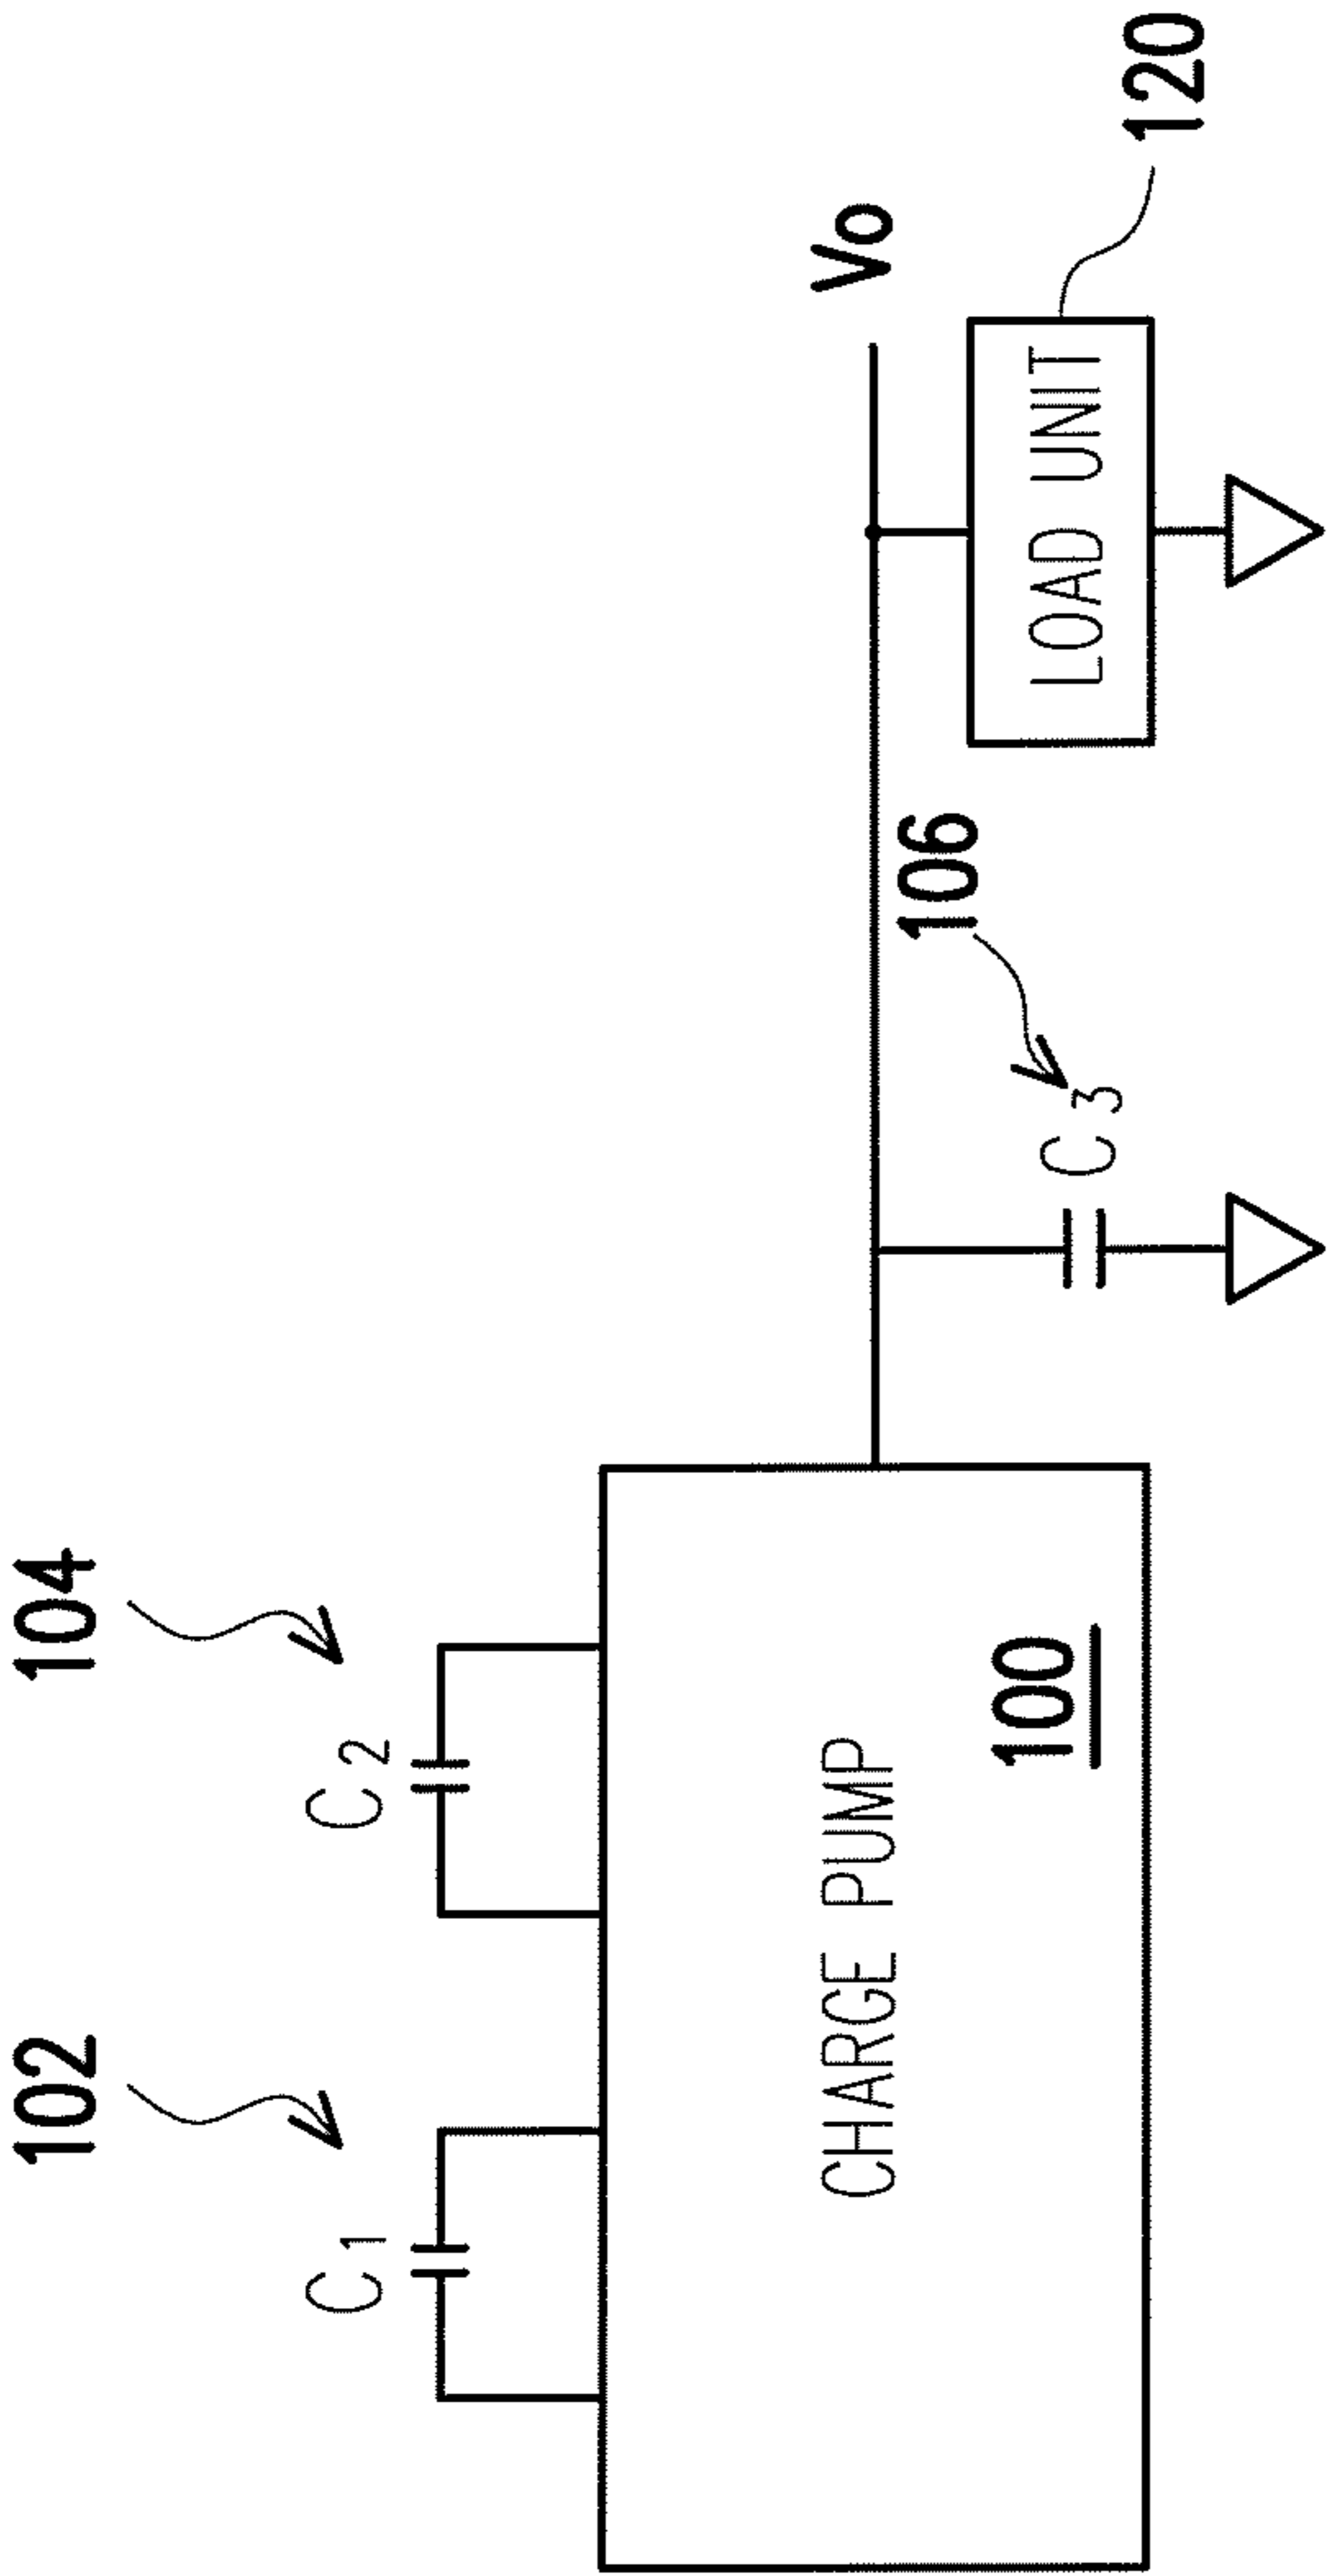 102
104
C1
C2
CHARGE PUMP
100
106
C3
Vo
LOAD UNIT
120